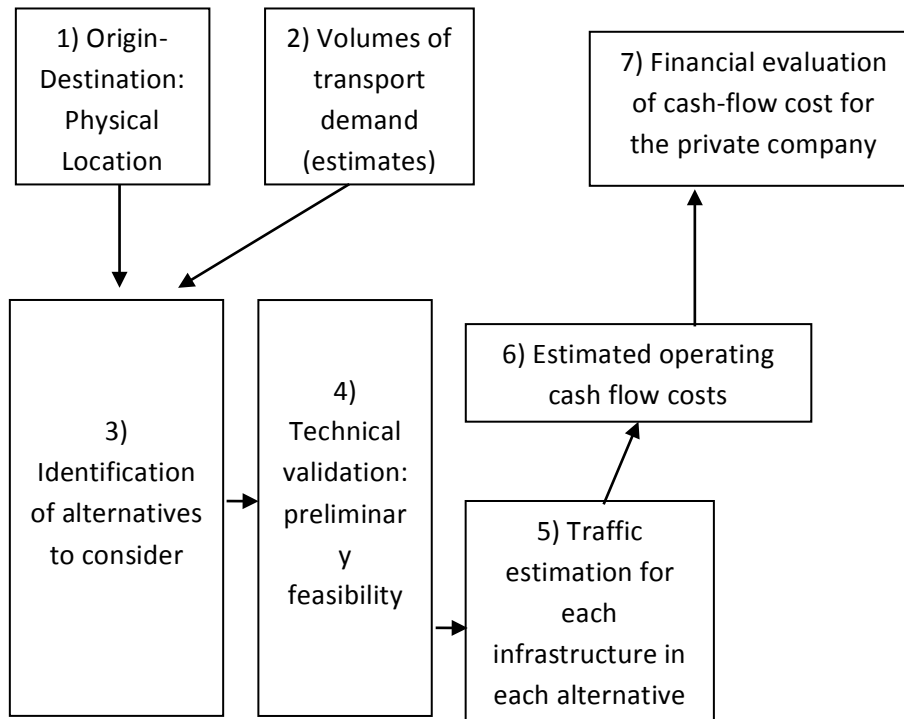 1) Origin-
Destination:
Physical
Location
2) Volumes of
transport
demand
(estimates)
3)
Identification
of alternatives
to consider
4)
Technical
validation:
preliminar
y
feasibility
5) Traffic
estimation for
each
infrastructure in
each alternative
6) Estimated operating
cash flow costs
7) Financial evaluation
of cash-flow cost for
the private company